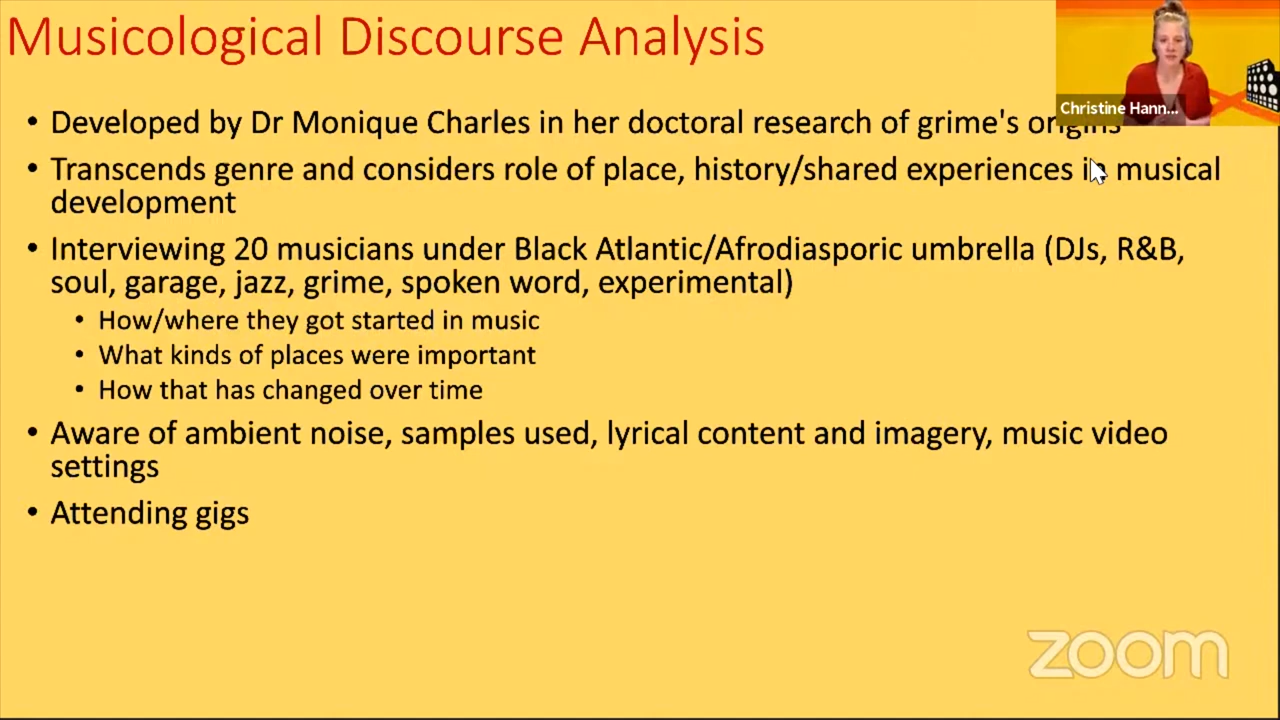 Musicological Discourse Analysis
Christine Hann...
• Developed by Dr Monique Charles in her doctoral research of grime's origins
• Transcends genre and considers role of place, history/shared experiences in musical
development
• Interviewing 20 musicians under Black Atlantic/Afrodiasporic umbrella (DJs, R&B,
soul, garage, jazz, grime, spoken word, experimental)
• How/where they got started in music
• What kinds of places were important
• How that has changed over time
• Aware of ambient noise, samples used, lyrical content and imagery, music video
settings
• Attending gigs
zoom